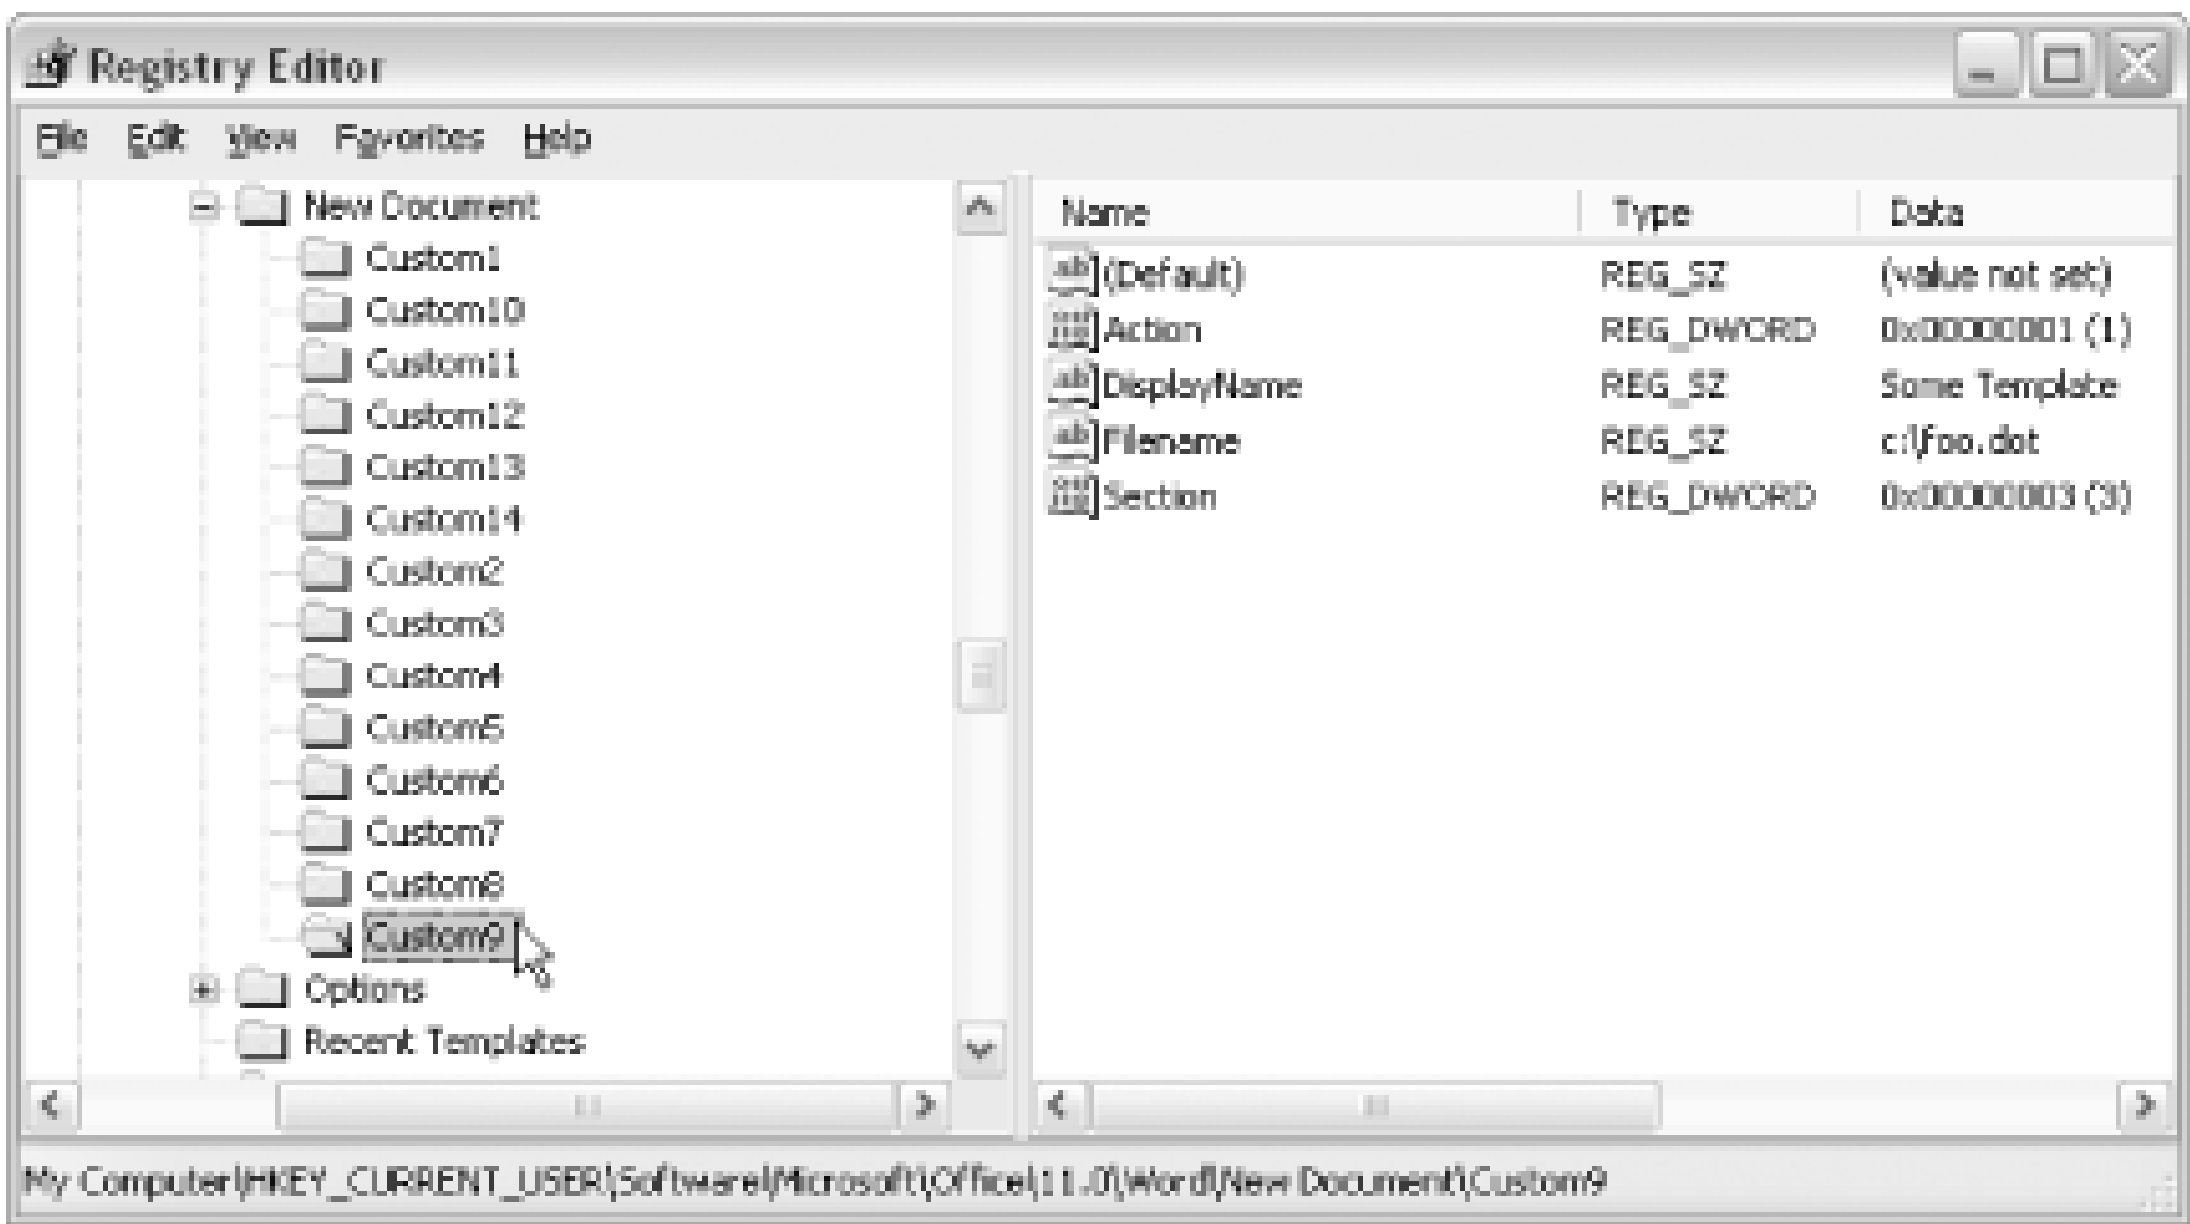 Registry Editor
File Edit View Favorites Help
New Document
Custom1
Custom10
Custom11
Custom12
Custom13
Custom14
Custom2
Custom3
Custom4
Custom5
Custom6
Custom7
Custom8
Custom9
Options
Recent Templates
Name Type Data
(Default) REG_SZ (value not set)
Action REG_DWORD 0x00000001 (1)
DisplayName REG_SZ Some Template
Filename REG_SZ c:\foo.dot
Section REG_DWORD 0x00000003 (3)
My Computer\HKEY_CURRENT_USER\Software\Microsoft\Office\11.0\Word\New Document\Custom9